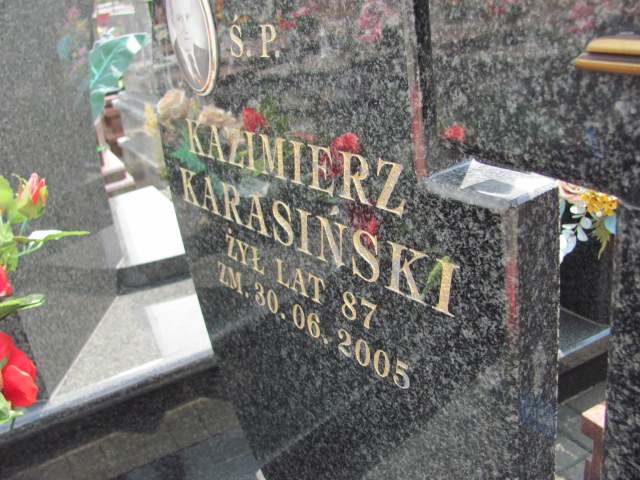 Ś.P.
KAZIMIERZ
KARASIŃSKI
ŻYŁ LAT 87
ZM. 30.06.2005